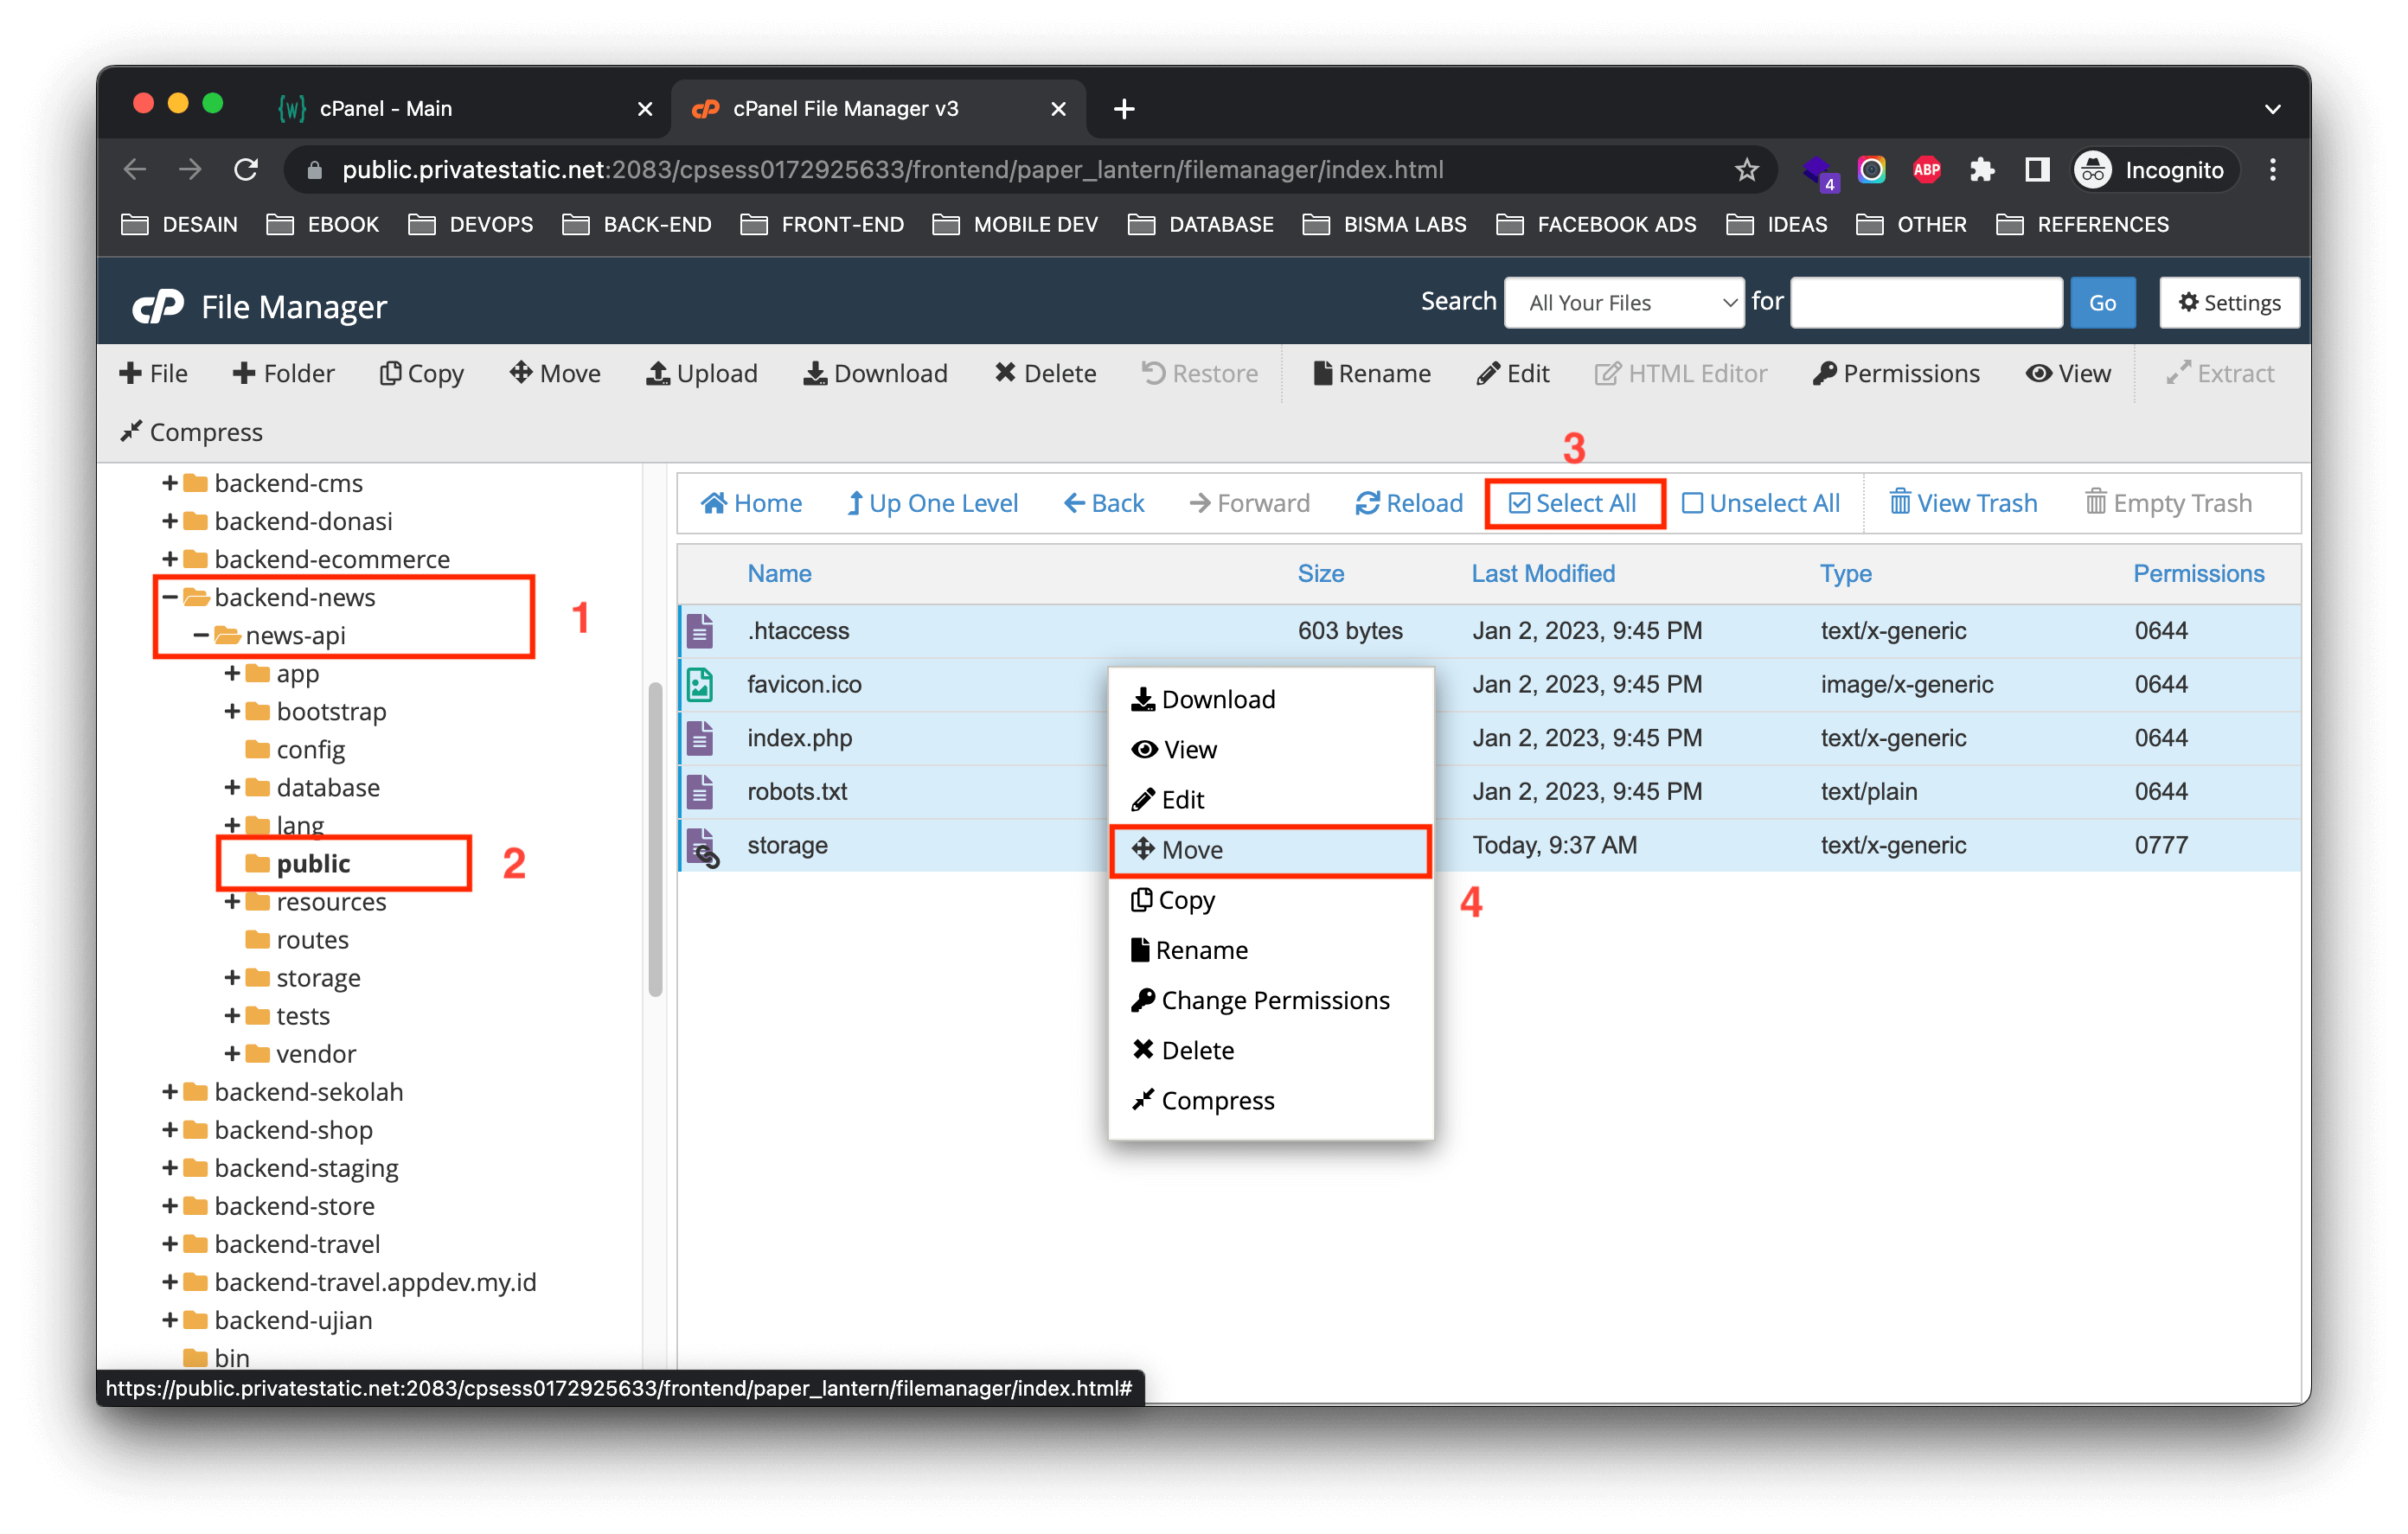 cPanel - Main
cPanel File Manager v3
public.privatestatic.net:2083/cpsess0172925633/frontend/paper_lantern/filemanager/index.html
4
ABP
Incognito
DESAIN EBOOK DEVOPS BACK-END FRONT-END MOBILE DEV DATABASE BISMA LABS FACEBOOK ADS IDEAS OTHER REFERENCES
cP File Manager
Search All Your Files for Go Settings
File Folder Copy Move Upload Download Delete Restore Rename Edit HTML Editor Permissions View Extract
Compress
3
backend-cms
backend-donasi
backend-ecommerce
backend-news
1
news-api
app
bootstrap
config
database
lang
public
2
resources
routes
storage
tests
vendor
backend-sekolah
backend-shop
backend-staging
backend-store
backend-travel
backend-travel.appdev.my.id
backend-ujian
bin
Home Up One Level Back Forward Reload Select All Unselect All View Trash Empty Trash
Name Size Last Modified Type Permissions
.htaccess 603 bytes Jan 2, 2023, 9:45 PM text/x-generic 0644
favicon.ico Jan 2, 2023, 9:45 PM image/x-generic 0644
index.php Jan 2, 2023, 9:45 PM text/x-generic 0644
robots.txt Jan 2, 2023, 9:45 PM text/plain 0644
storage Today, 9:37 AM text/x-generic 0777
Download
View
Edit
Move
4
Copy
Rename
Change Permissions
Delete
Compress
https://public.privatestatic.net:2083/cpsess0172925633/frontend/paper_lantern/filemanager/index.html#